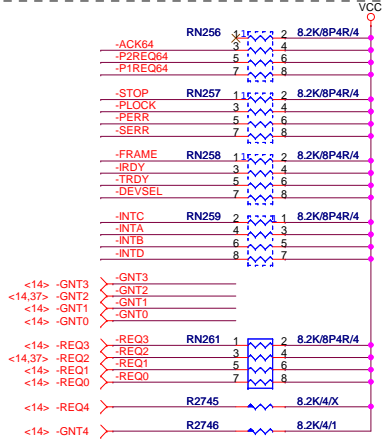 VCC
RN256 1 1 2 8.2K/8P4R/4
-ACK64 3 4
-P2REQ64 5 6
-P1REQ64 7 8
-STOP RN257 1 1 2 8.2K/8P4R/4
-PLOCK 3 4
-PERR 5 6
-SERR 7 8
-FRAME RN258 1 1 2 8.2K/8P4R/4
-IRDY 3 4
-TRDY 5 6
-DEVSEL 7 8
-INTC RN259 2 1 1 8.2K/8P4R/4
-INTA 4 3
-INTB 6 5
-INTD 8 7
<14> -GNT3 -GNT3
<14,37> -GNT2 -GNT2
<14> -GNT1 -GNT1
<14> -GNT0 -GNT0
<14> -REQ3 -REQ3 RN261 1 2 8.2K/8P4R/4
<14,37> -REQ2 -REQ2 3 4
<14> -REQ1 -REQ1 5 6
<14> -REQ0 -REQ0 7 8
<14> -REQ4 R2745 8.2K/4/X
<14> -GNT4 R2746 8.2K/4/1